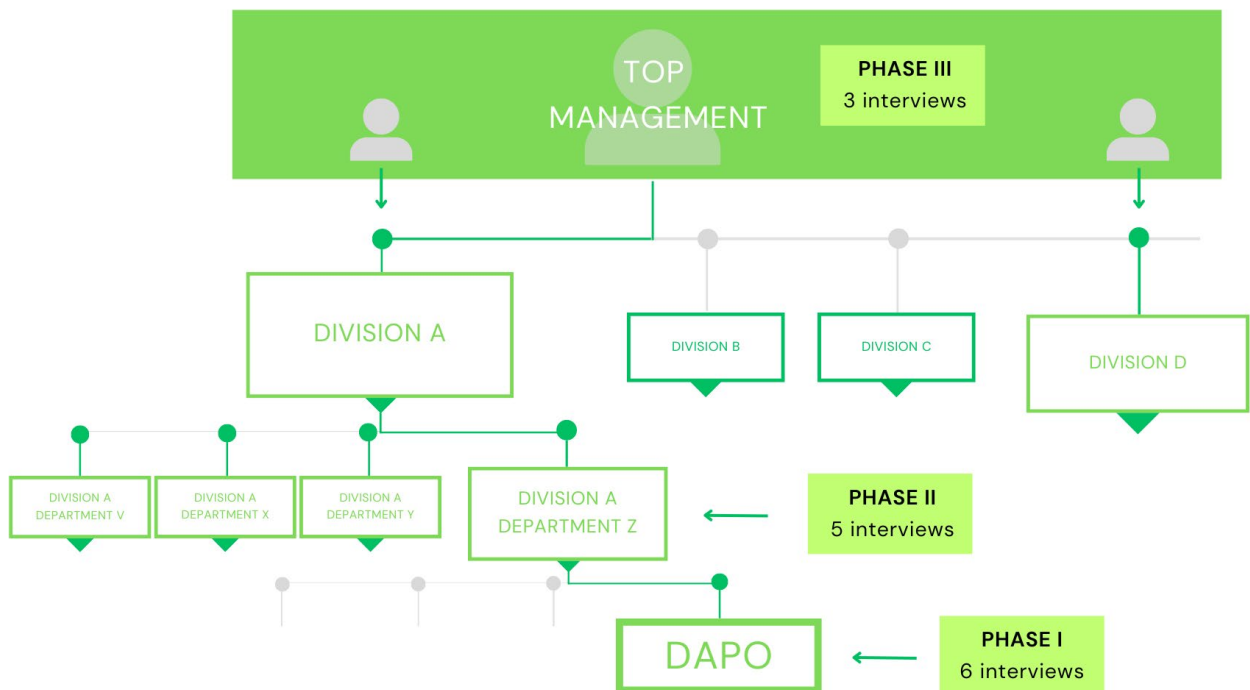 TOP
MANAGEMENT
PHASE III
3 interviews
DIVISION A
DIVISION B
DIVISION C
DIVISION D
DIVISION A
DEPARTMENT V
DIVISION A
DEPARTMENT X
DIVISION A
DEPARTMENT Y
DIVISION A
DEPARTMENT Z
PHASE II
5 interviews
DAPO
PHASE I
6 interviews